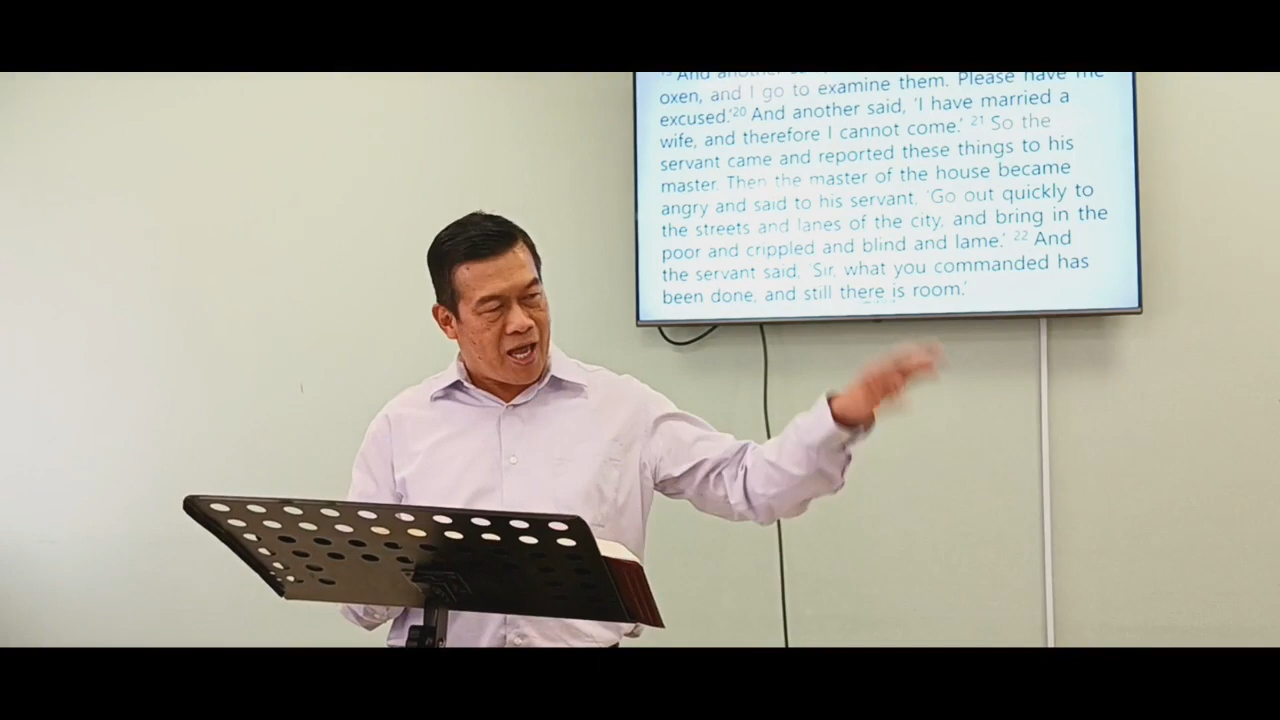 19 And another
oxen, and I go to examine them. Please have me
excused.'20 And another said, 'I have married a
wife, and therefore I cannot come.' 21 So the
servant came and reported these things to his
master. Then the master of the house became
angry and said to his servant, 'Go out quickly to
the streets and lanes of the city, and bring in the
poor and crippled and blind and lame.' 22 And
the servant said, 'Sir, what you commanded has
been done, and still there is room.'